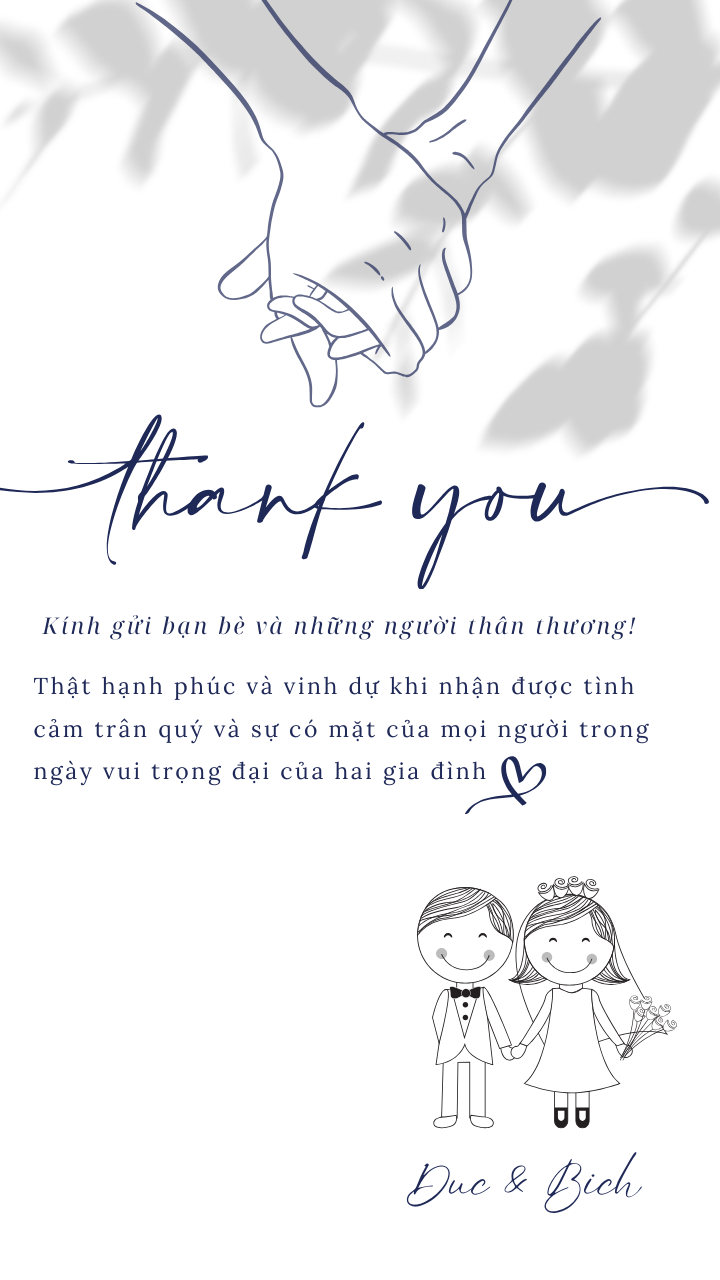 thank you
Kính gửi bạn bè và những người thân thương!
Thật hạnh phúc và vinh dự khi nhận được tình
cảm trân quý và sự có mặt của mọi người trong
ngày vui trọng đại của hai gia đình
Duc & Bich